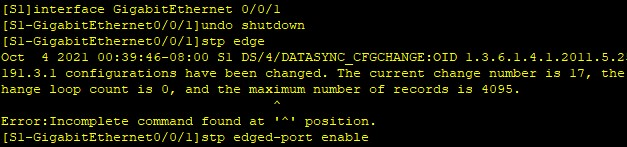 [S1]interface GigabitEthernet 0/0/1
[S1-GigabitEthernet0/0/1]undo shutdown
[S1-GigabitEthernet0/0/1]stp edge
Oct  4 2021 00:39:46-08:00 S1 DS/4/DATASYNC_CFGCHANGE:OID 1.3.6.1.4.1.2011.5.25.
191.3.1 configurations have been changed. The current change number is 17, the c
hange loop count is 0, and the maximum number of records is 4095.
^
Error:Incomplete command found at '^' position.
[S1-GigabitEthernet0/0/1]stp edged-port enable